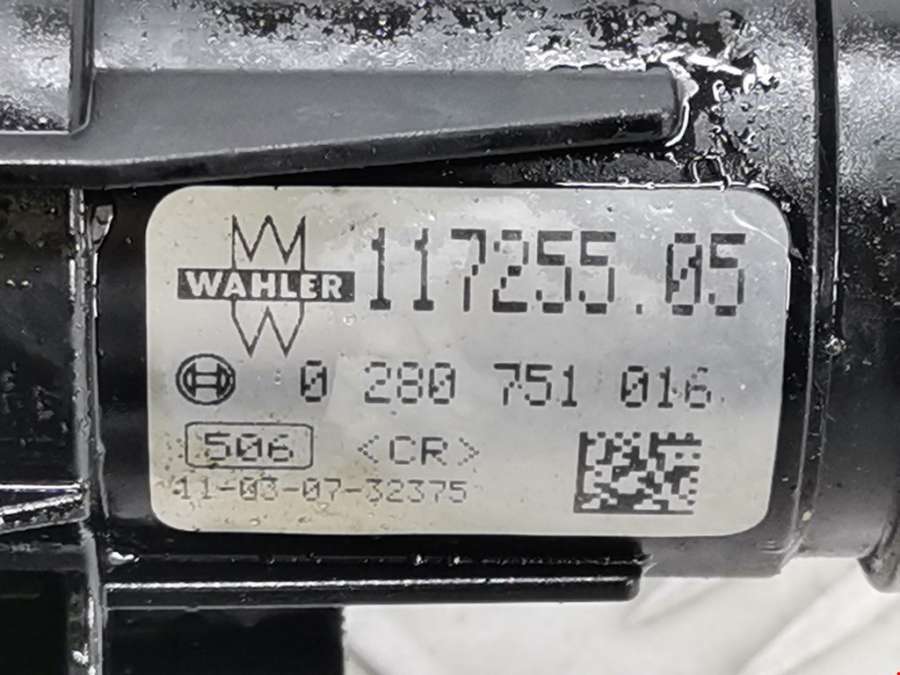 WAHLER 117255.05
0 280 751 016
506 <CR>
11-03-07-32375